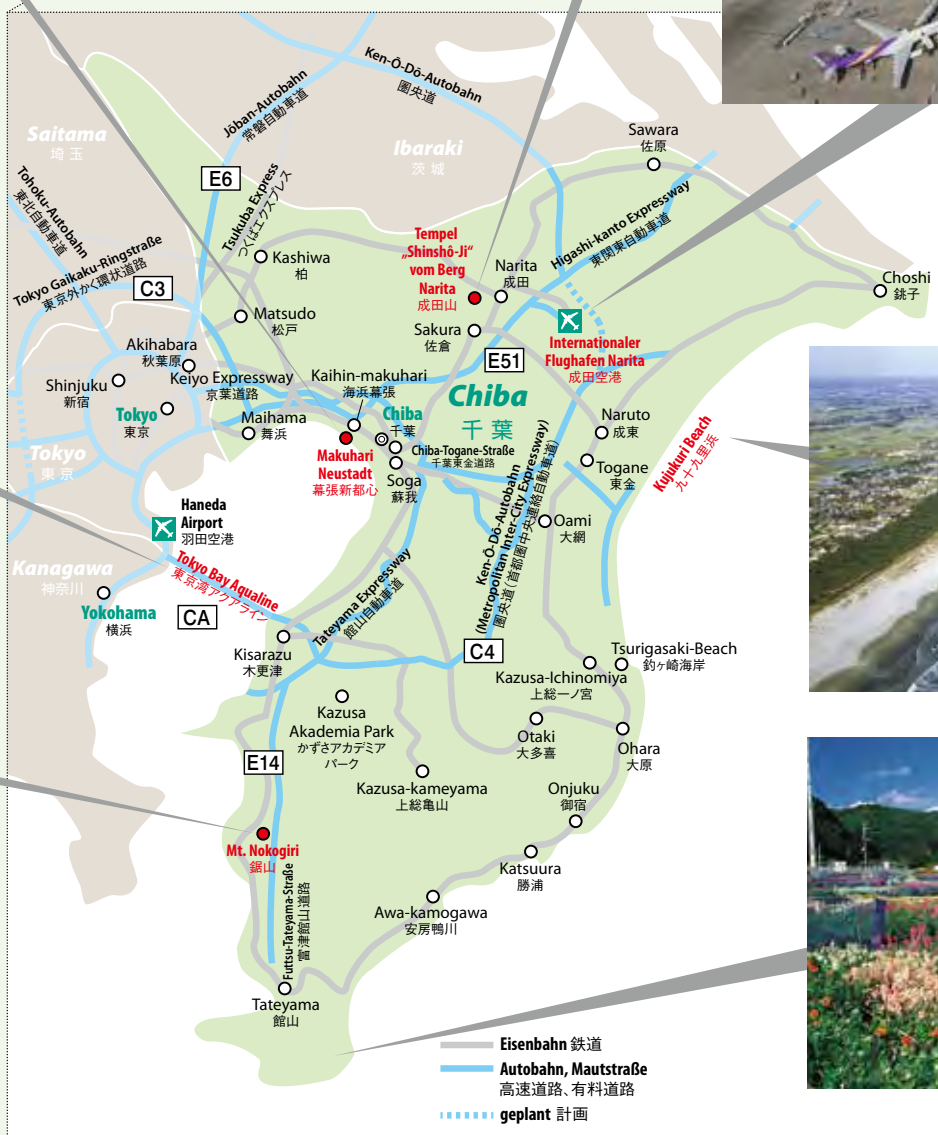 Jōban-Autobahn
常磐自動車道
Ken-Ô-Dô-Autobahn
圏央道
Saitama
埼玉
Ibaraki
茨城
Sawara
佐原
Tohoku-Autobahn
東北自動車道
E6
Tsukuba Express
つくばエクスプレス
Higashi-kanto Expressway
東関東自動車道
Tempel
„Shinshô-Ji“
vom Berg
Narita
成田山
Narita
成田
Kashiwa
柏
Tokyo Gaikaku-Ringstraße
東京外かく環状道路
C3
Choshi
銚子
Matsudo
松戸
Sakura
佐倉
Internationaler
Flughafen Narita
成田空港
E51
Akihabara
秋葉原
Shinjuku
新宿
Keiyo Expressway
京葉道路
Kaihin-makuhari
海浜幕張
Chiba
千葉
Tokyo
東京
Maihama
舞浜
Chiba
千葉
Naruto
成東
Makuhari
Neustadt
幕張新都心
Chiba-Togane-Straße
千葉東金道路
Tokyo
東京
Soga
蘇我
Togane
東金
Kujukuri Beach
九十九里浜
Haneda
Airport
羽田空港
Oami
大網
Ken-Ô-Dô-Autobahn
(Metropolitan Inter-City Expressway)
圏央道(首都圏中央連絡自動車道)
Kanagawa
神奈川
Tokyo Bay Aqualine
東京湾アクアライン
Tateyama Expressway
館山自動車道
Yokohama
横浜
CA
C4
Kisarazu
木更津
Tsurigasaki-Beach
釣ヶ崎海岸
Kazusa-Ichinomiya
上総一ノ宮
Kazusa
Akademia Park
かずさアカデミア
パーク
Otaki
大多喜
Ohara
大原
E14
Kazusa-kameyama
上総亀山
Onjuku
御宿
Mt. Nokogiri
鋸山
Katsuura
勝浦
Futtsu-Tateyama-Straße
富津館山道路
Awa-kamogawa
安房鴨川
Tateyama
館山
Eisenbahn 鉄道
Autobahn, Mautstraße
高速道路、有料道路
geplant 計画